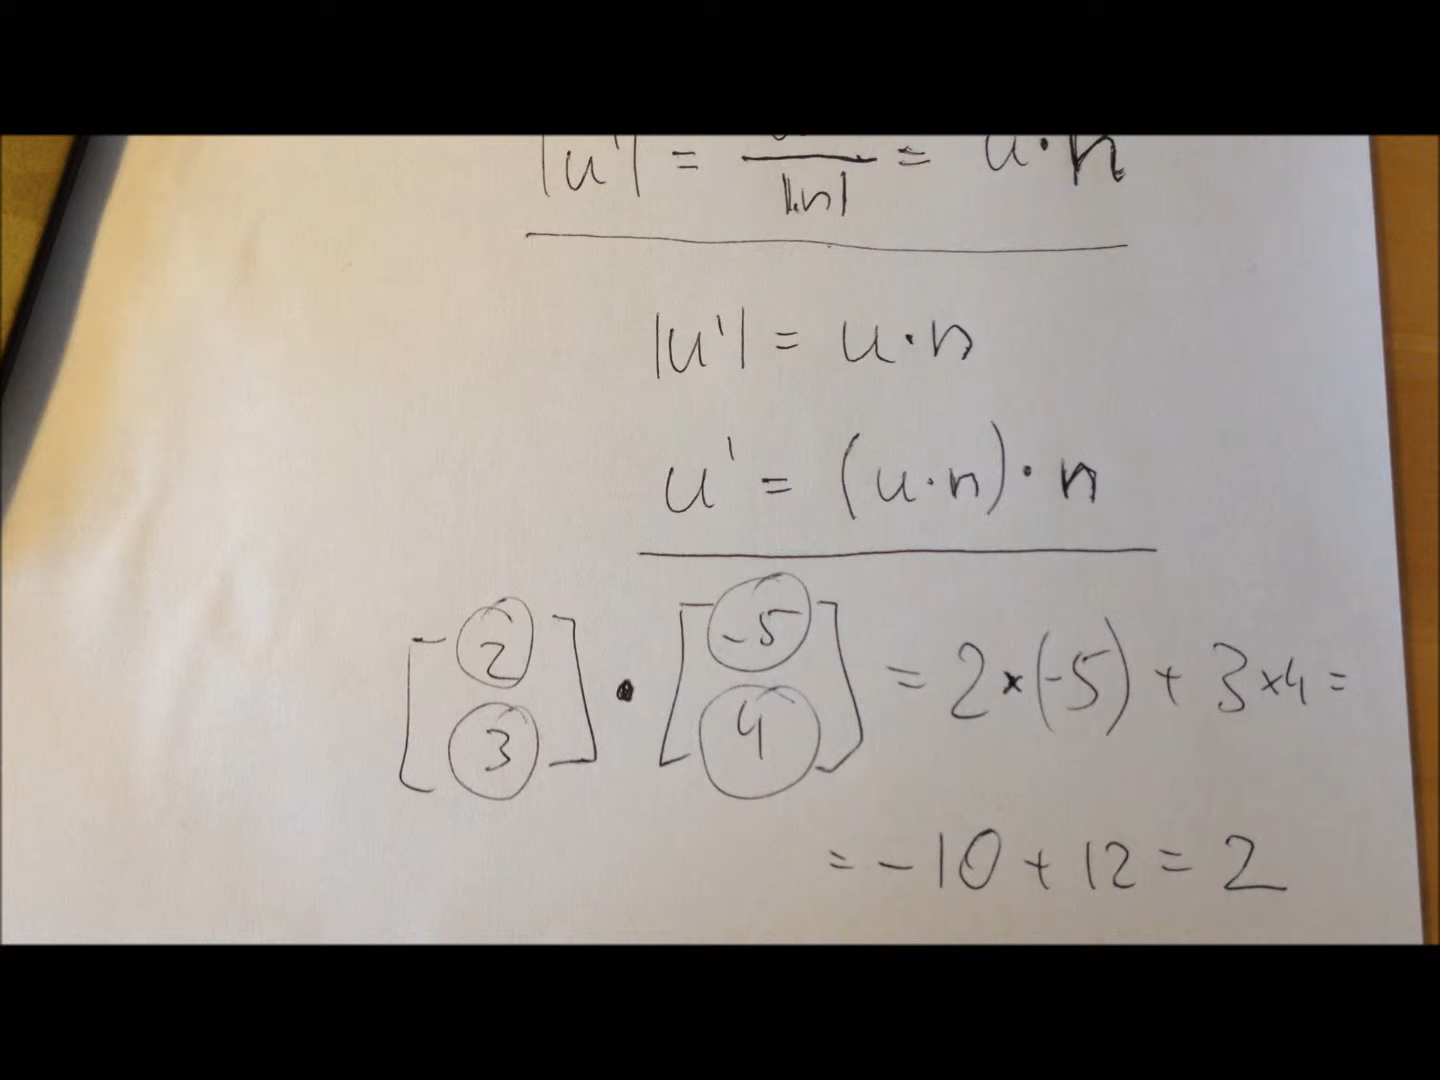 |u'| = / |n| = u·n
|u'| = u·n
u' = (u·n)·n
[2 3] · [-5 4] = 2×(-5) + 3×4 =
= -10 + 12 = 2